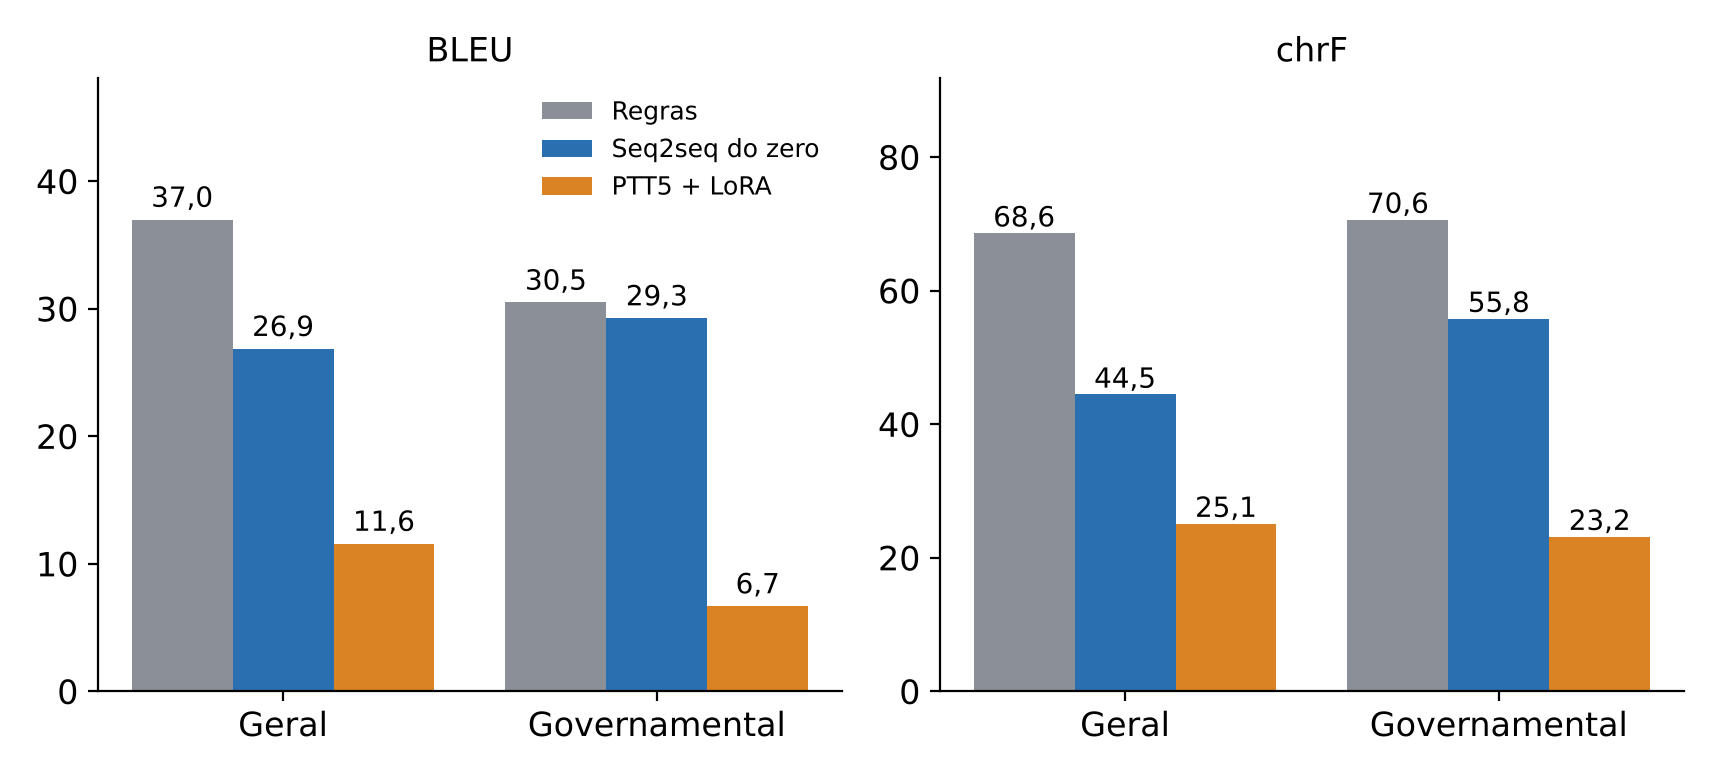 BLEU
Regras
Seq2seq do zero
PTT5 + LoRA
40
30
20
10
0
37,0
26,9
11,6
30,5
29,3
6,7
Geral
Governamental
chrF
80
60
40
20
0
68,6
44,5
25,1
70,6
55,8
23,2
Geral
Governamental